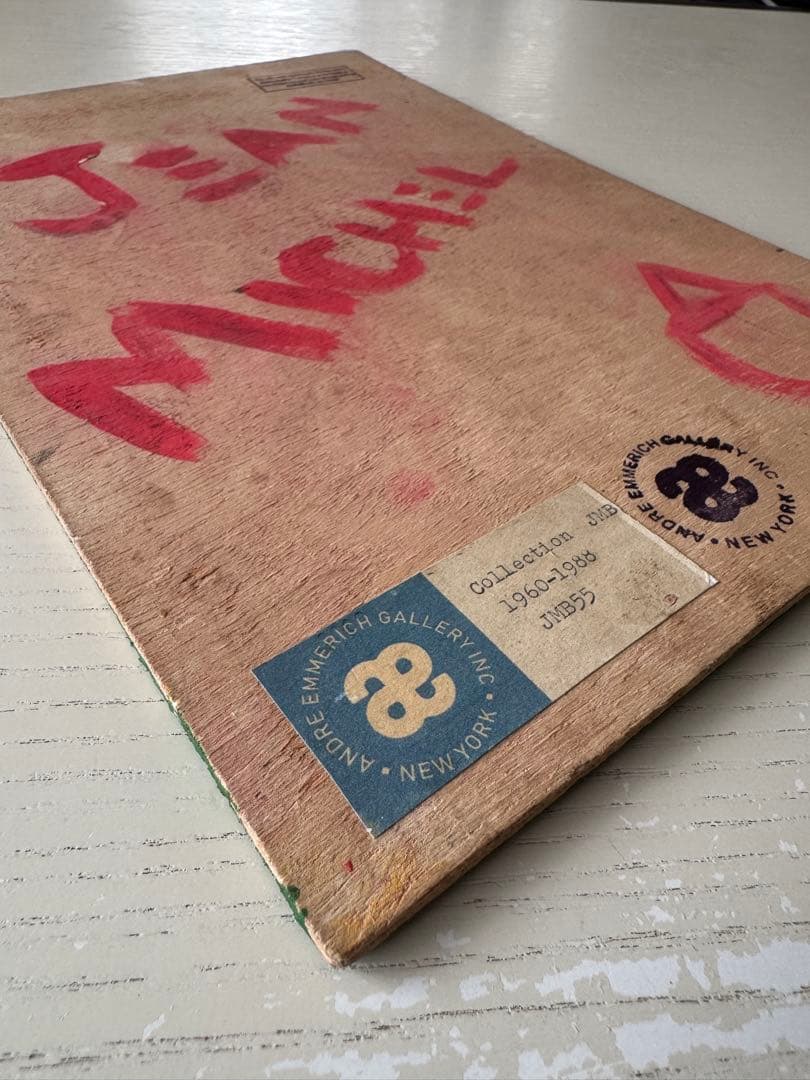 JEAN
MICHEL
ANDRE EMMERICH GALLERY INC • NEW YORK •
Collection JMB
1960-1988
JMB55
ANDRE EMMERICH GALLERY INC • NEW YORK •